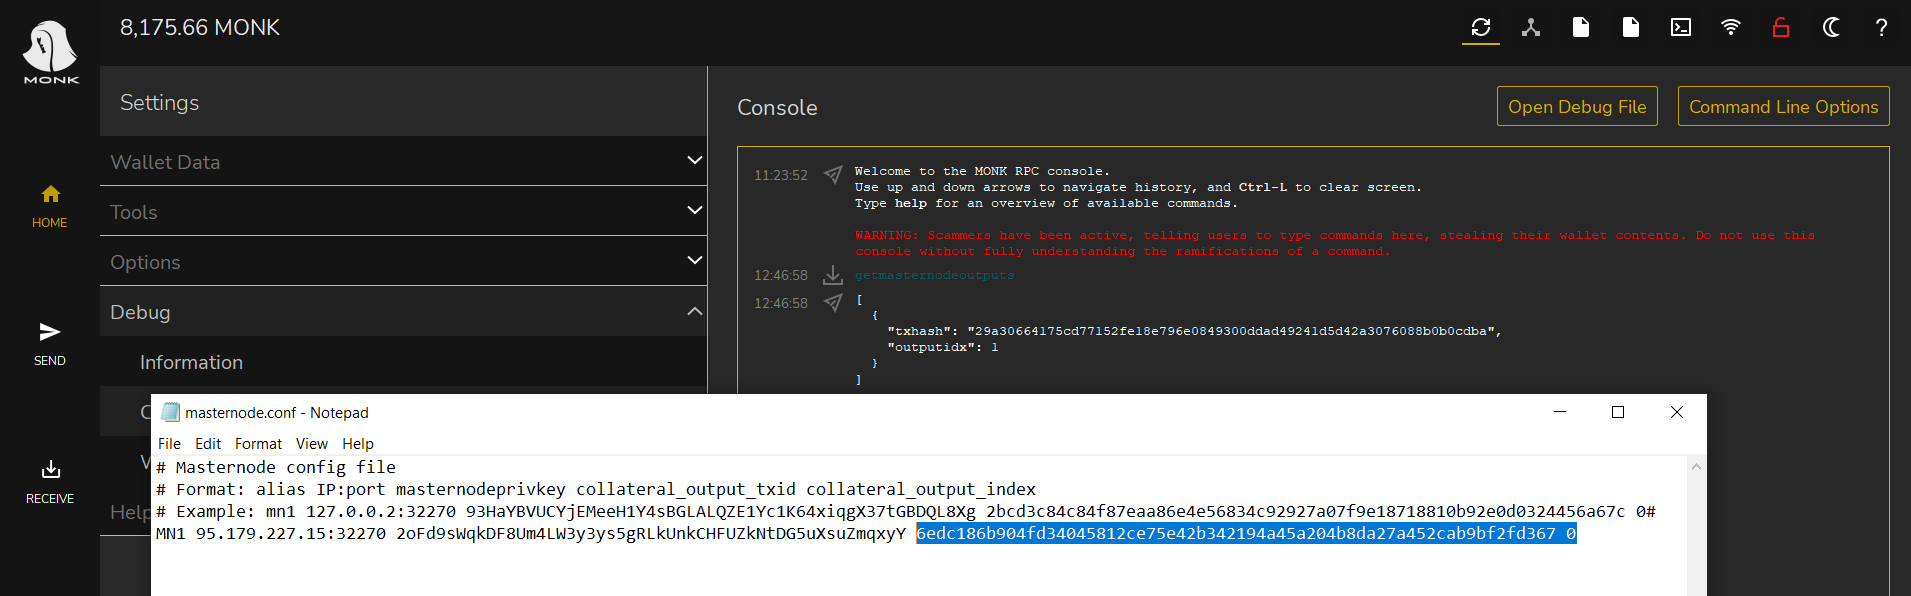 MONK
8,175.66 MONK
HOME
SEND
RECEIVE
Settings
Wallet Data
Tools
Options
Debug
Information
C
V
Help
Console
Open Debug File
Command Line Options
11:23:52
Welcome to the MONK RPC console.
Use up and down arrows to navigate history, and Ctrl-L to clear screen.
Type help for an overview of available commands.
WARNING: Scammers have been active, telling users to type commands here, stealing their wallet contents. Do not use this
console without fully understanding the ramifications of a command.
12:46:58
getmasternodeoutputs
12:46:58
[
{
"txhash": "29a30664175cd77152fe18e796e0849300ddad49241d5d42a3076088b0b0cdba",
"outputidx": 1
}
]
masternode.conf - Notepad
File Edit Format View Help
# Masternode config file
# Format: alias IP:port masternodeprivkey collateral_output_txid collateral_output_index
# Example: mn1 127.0.0.2:32270 93HaYBVUCYjEMeeH1Y4sBGLALQZE1Yc1K64xiqgX37tGBDQL8Xg 2bcd3c84c84f87eaa86e4e56834c92927a07f9e18718810b92e0d0324456a67c 0#
MN1 95.179.227.15:32270 2oFd9sWqkDF8Um4LW3y3ys5gRLkUnkCHFUZkNtDG5uXsuZmqxyY 6edc186b904fd34045812ce75e42b342194a45a204b8da27a452cab9bf2fd367 0